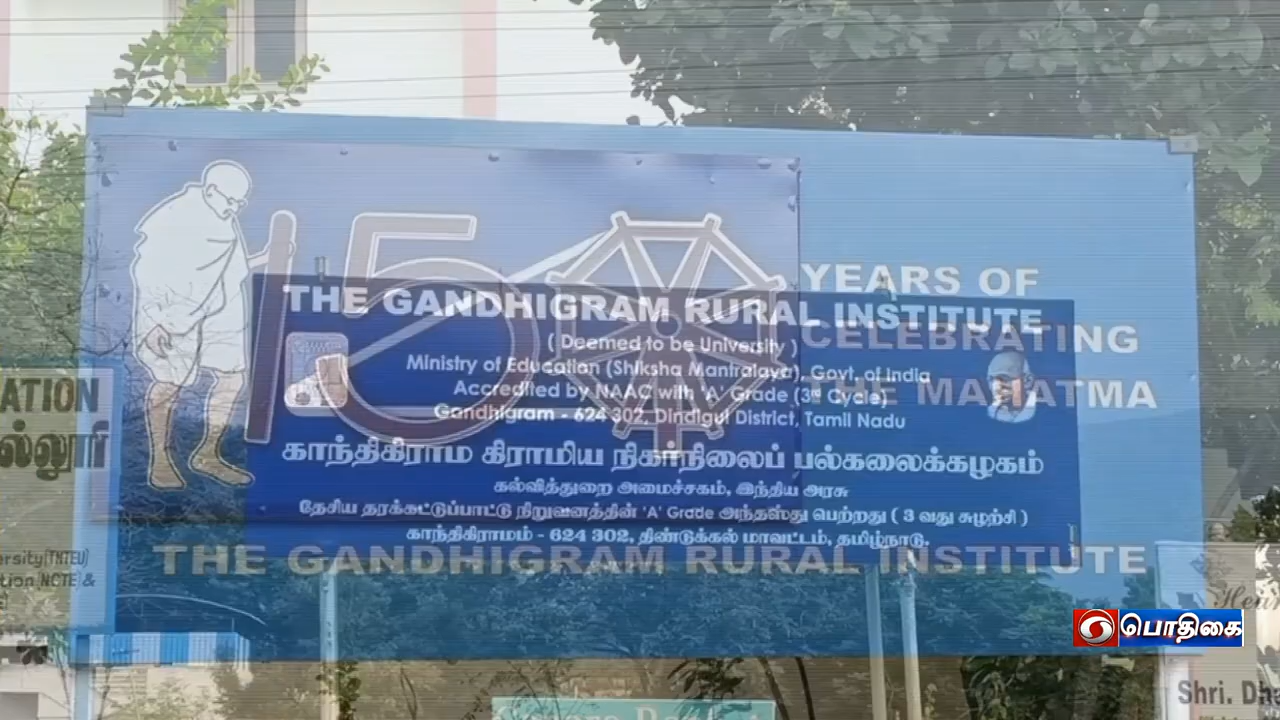 150
YEARS OF
CELEBRATING
THE MAHATMA
THE GANDHIGRAM RURAL INSTITUTE
THE GANDHIGRAM RURAL INSTITUTE
( Deemed to be University )
Ministry of Education (Shiksha Mantralaya), Govt. of India
Accredited by NAAC with 'A' Grade (3rd Cycle)
Gandhigram - 624 302, Dindigul District, Tamil Nadu
காந்திகிராம கிராமிய நிகர்நிலைப் பல்கலைக்கழகம்
கல்வித்துறை அமைச்சகம், இந்திய அரசு
தேசிய தரக்கட்டுப்பாட்டு நிறுவனத்தின் 'A' Grade அந்தஸ்து பெற்றது ( 3 வது சுழற்சி )
காந்திகிராமம் - 624 302, திண்டுக்கல் மாவட்டம், தமிழ்நாடு.
ATION
ல்லூரி
ersity(TNTEU)
tion (NCTE) &
பொதிகை
Shri. Dha